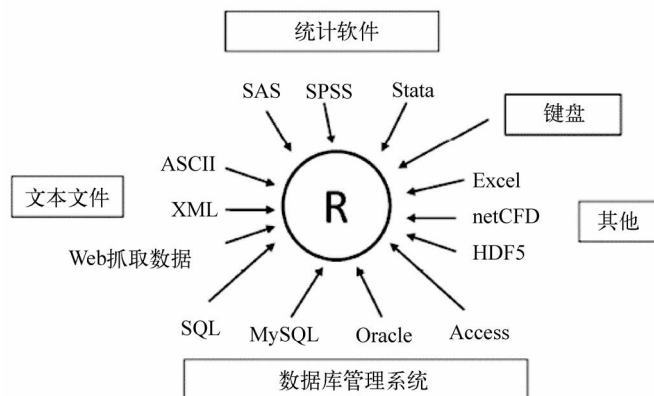 统计软件
SAS
SPSS
Stata
键盘
ASCII
Excel
文本文件
XML
R
netCFD
其他
Web抓取数据
HDF5
SQL
MySQL
Oracle
Access
数据库管理系统